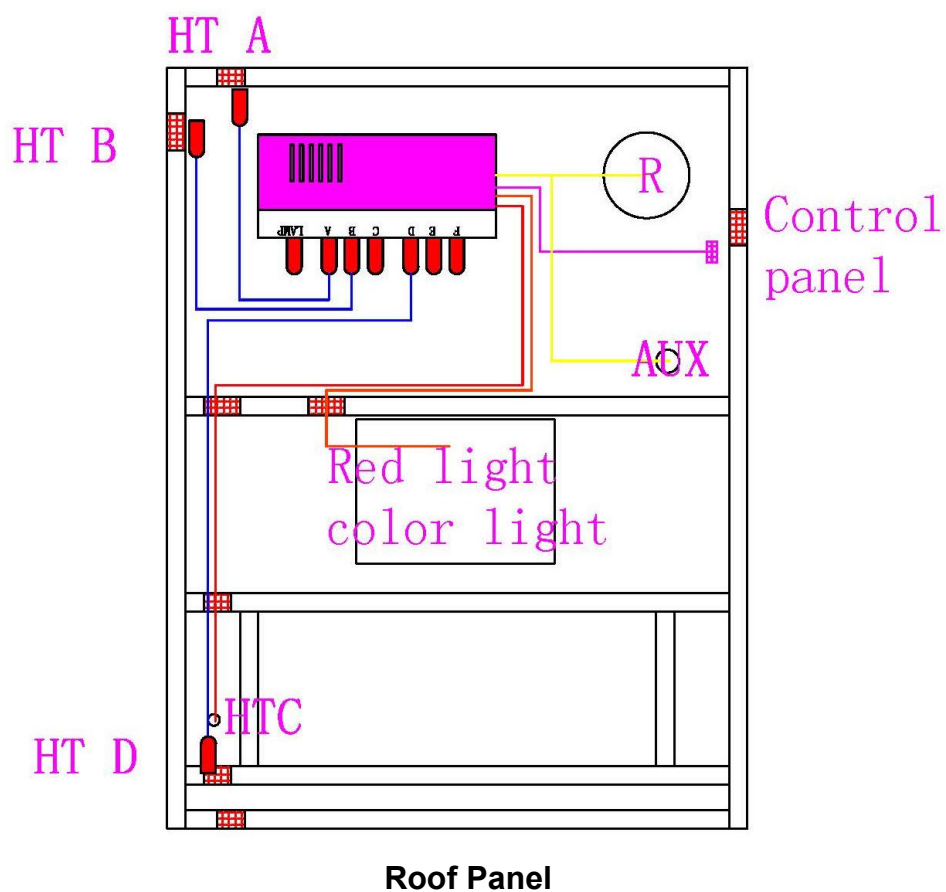 HT A
HT B
R
Control
panel
LAMP A B C D E F
AUX
Red light
color light
HTC
HT D
Roof Panel